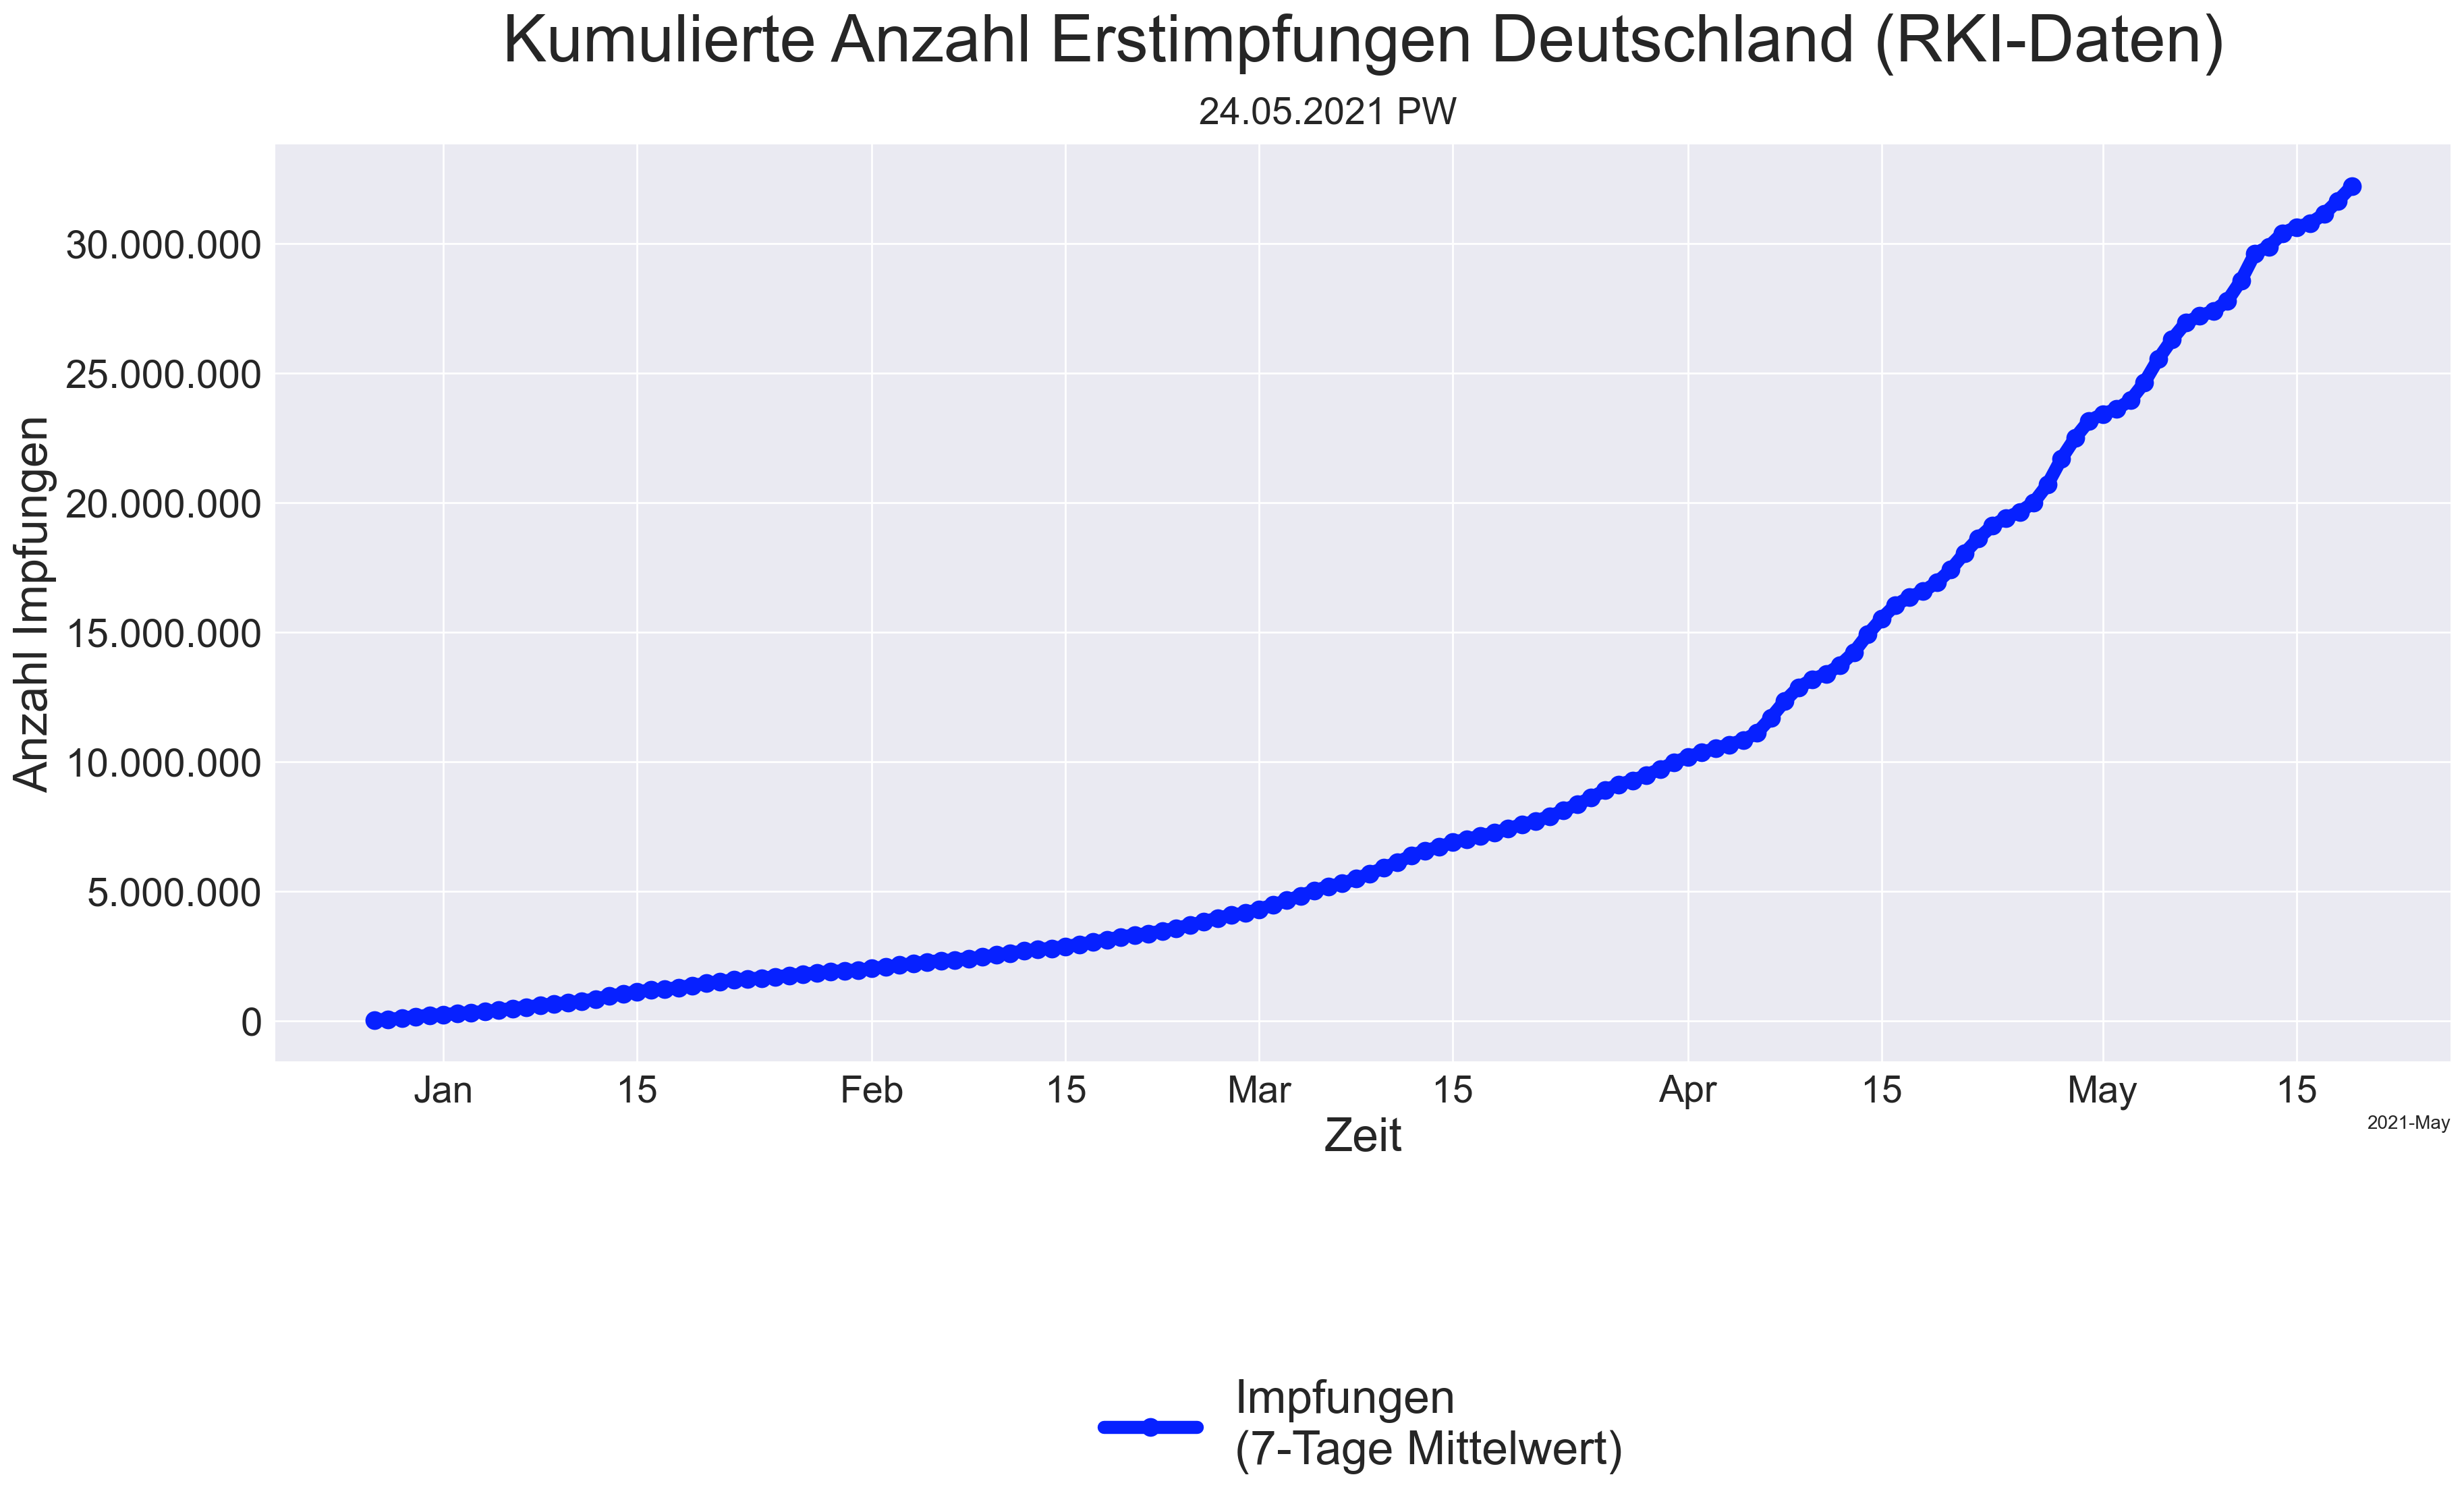 Kumulierte Anzahl Erstimpfungen Deutschland (RKI-Daten)
24.05.2021 PW
Anzahl Impfungen
30.000.000
25.000.000
20.000.000
15.000.000
10.000.000
5.000.000
0
Jan 15 Feb 15 Mar 15 Apr 15 May 15
2021-May
Zeit
Impfungen
(7-Tage Mittelwert)